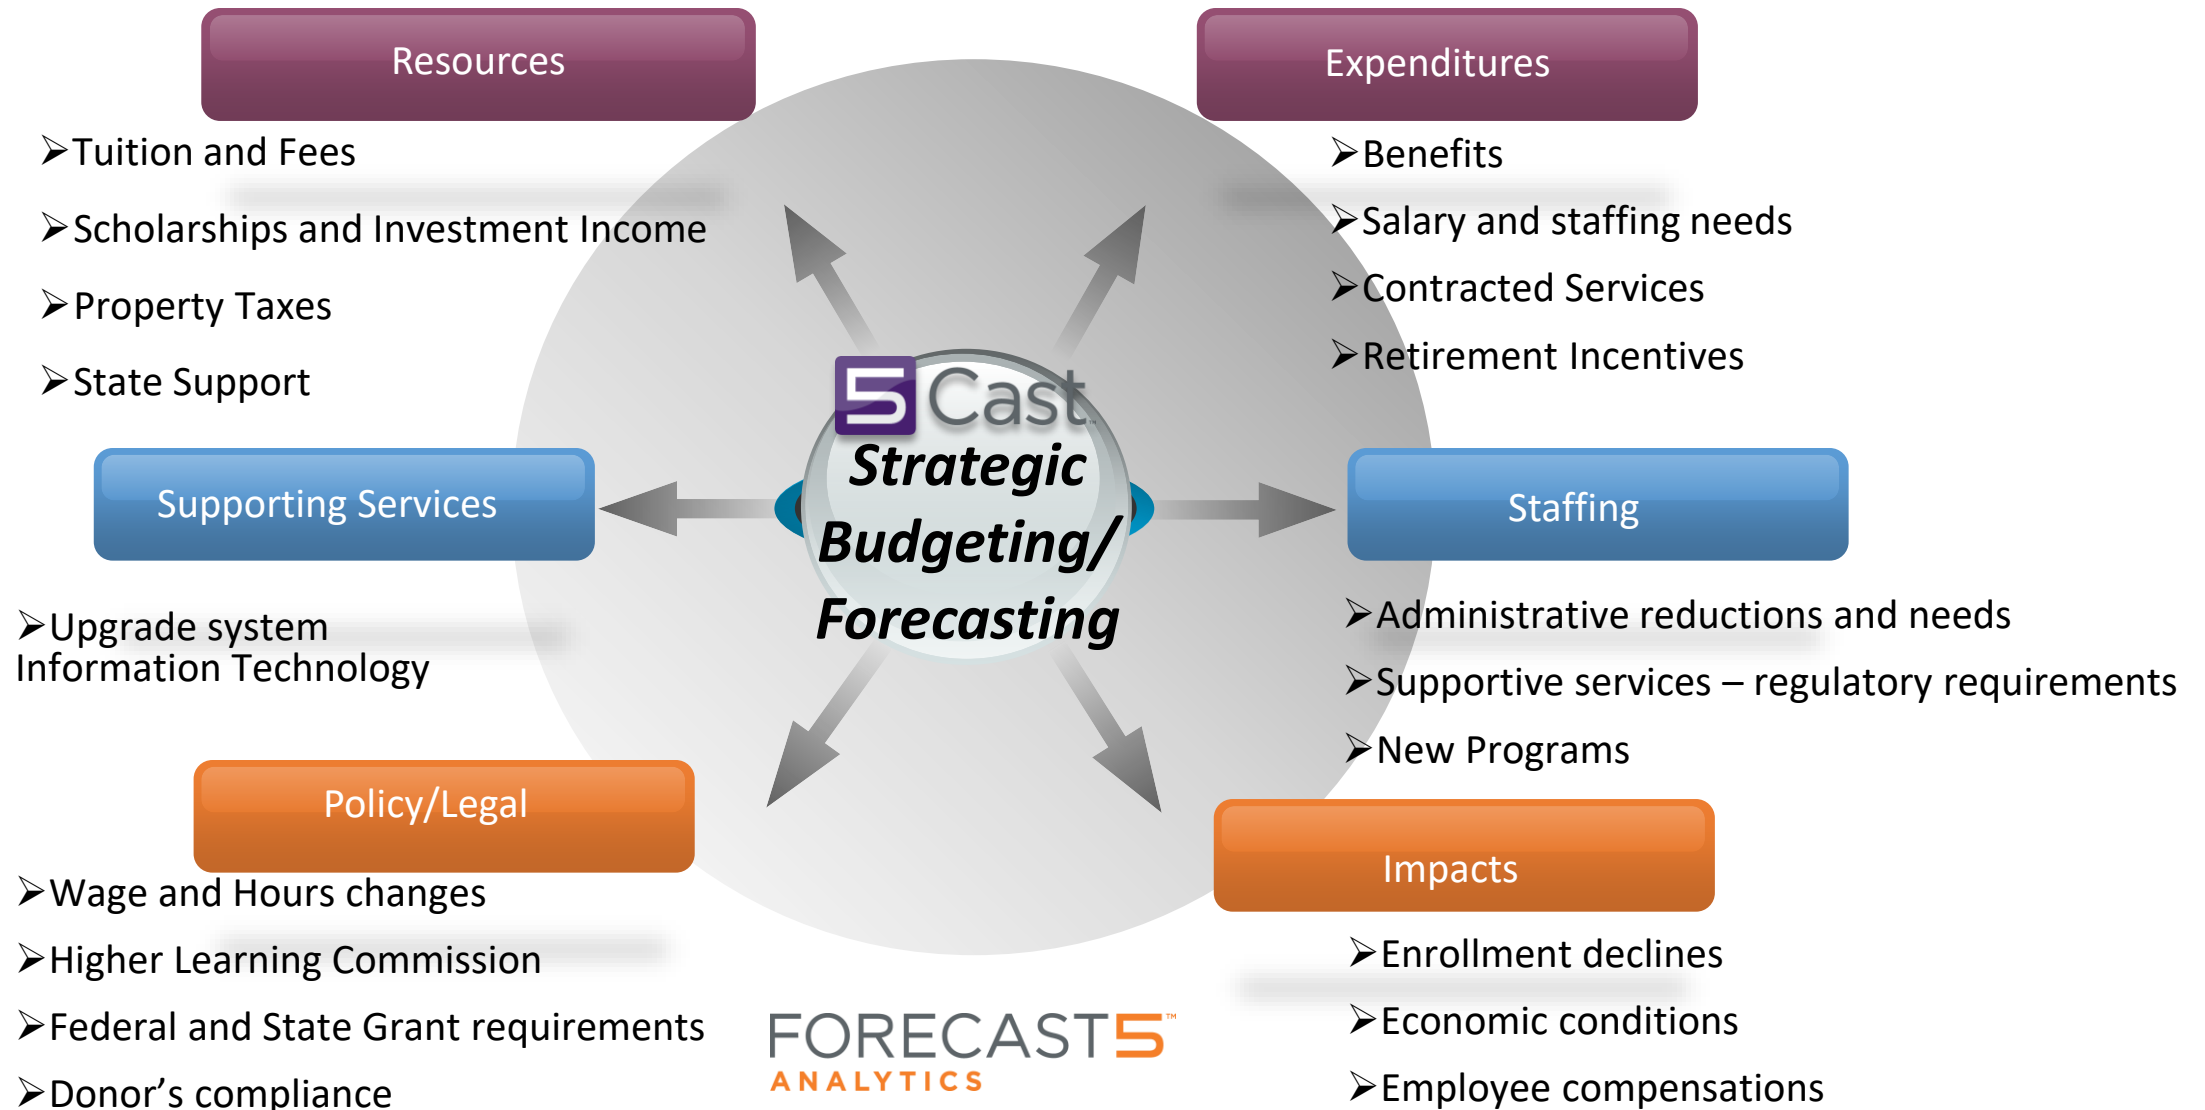 Resources
➢Tuition and Fees
➢Scholarships and Investment Income
➢Property Taxes
➢State Support
Expenditures
➢Benefits
➢Salary and staffing needs
➢Contracted Services
➢Retirement Incentives
5 Cast™
Strategic
Budgeting/
Forecasting
Supporting Services
➢Upgrade system
Information Technology
Staffing
➢Administrative reductions and needs
➢Supportive services – regulatory requirements
➢New Programs
Policy/Legal
➢Wage and Hours changes
➢Higher Learning Commission
➢Federal and State Grant requirements
➢Donor’s compliance
Impacts
➢Enrollment declines
➢Economic conditions
➢Employee compensations
FORECAST5™
ANALYTICS